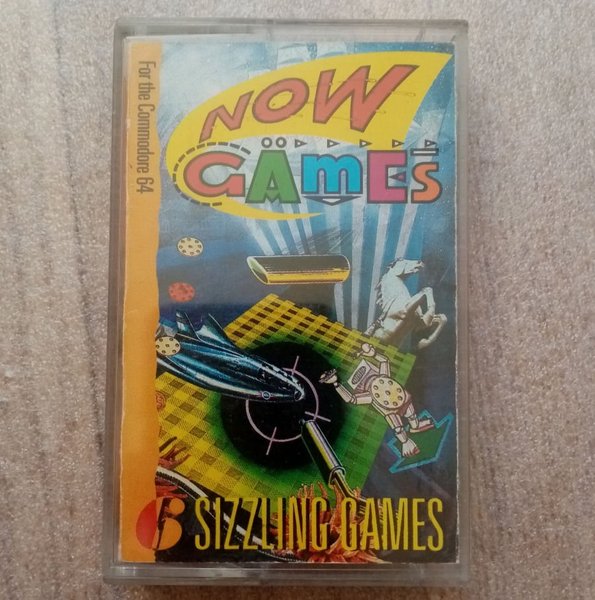 For the Commodore 64
NOW
GAMES
6 SIZZLING GAMES